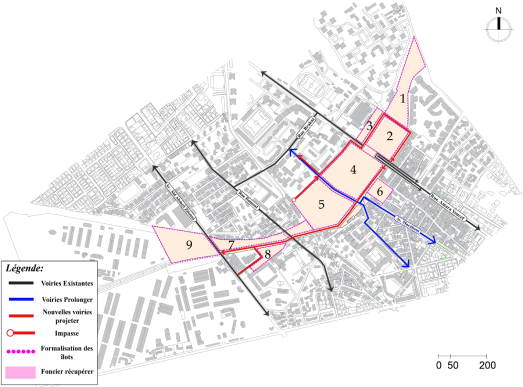 N
1
3
2
4
6
5
7
8
9
Légende:
Voiries Existantes
Voiries Prolonger
Nouvelles voiries
projeter
Impasse
Formalisation des
îlots
Foncier récupérer
0 50 200